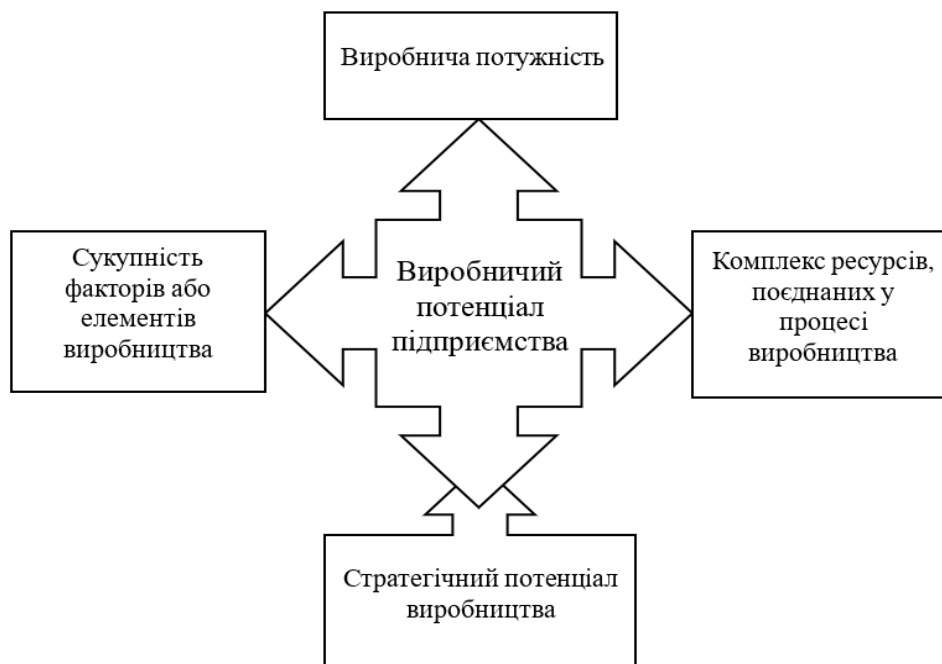 Виробнича потужність
Сукупність
факторів або
елементів
виробництва
Виробничий
потенціал
підприємства
Комплекс ресурсів,
поєднаних у
процесі
виробництва
Стратегічний потенціал
виробництва